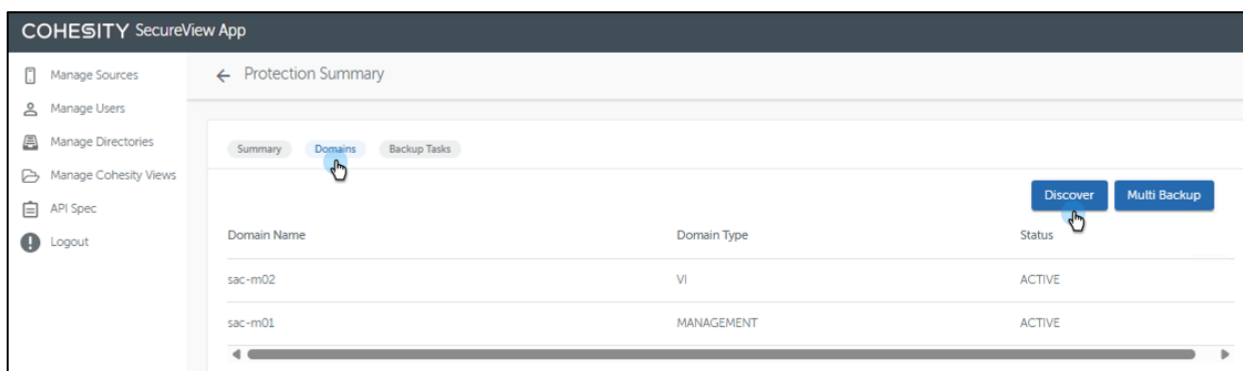 COHESITY SecureView App
Manage Sources
Manage Users
Manage Directories
Manage Cohesity Views
API Spec
Logout
← Protection Summary
Summary Domains Backup Tasks
Discover Multi Backup
Domain Name Domain Type Status
sac-m02 VI ACTIVE
sac-m01 MANAGEMENT ACTIVE